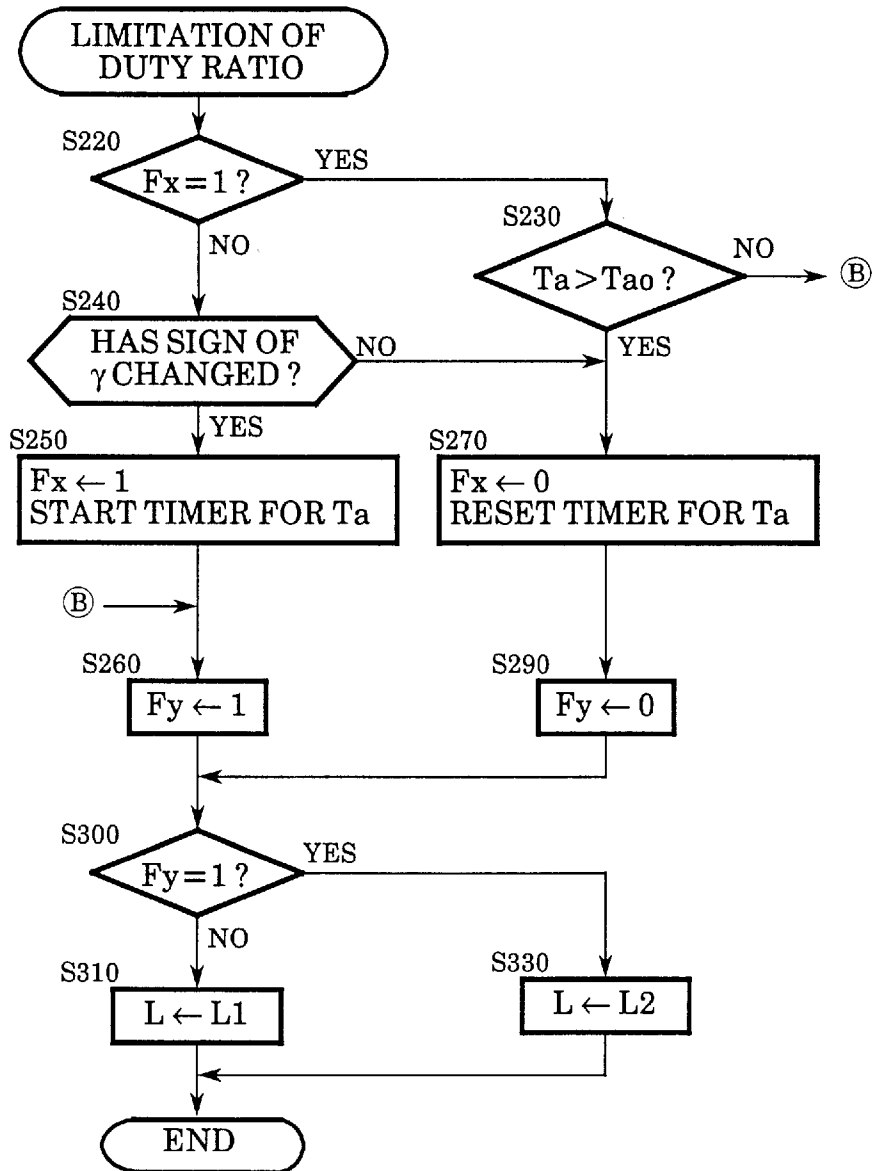 LIMITATION OF
DUTY RATIO
S220
Fx = 1 ?
YES
NO
S230
Ta > Tao ?
NO
Ⓑ
YES
S240
HAS SIGN OF
γ CHANGED ?
NO
YES
S250
Fx ← 1
START TIMER FOR Ta
S270
Fx ← 0
RESET TIMER FOR Ta
Ⓑ
S260
Fy ← 1
S290
Fy ← 0
S300
Fy = 1 ?
YES
NO
S310
L ← L1
S330
L ← L2
END